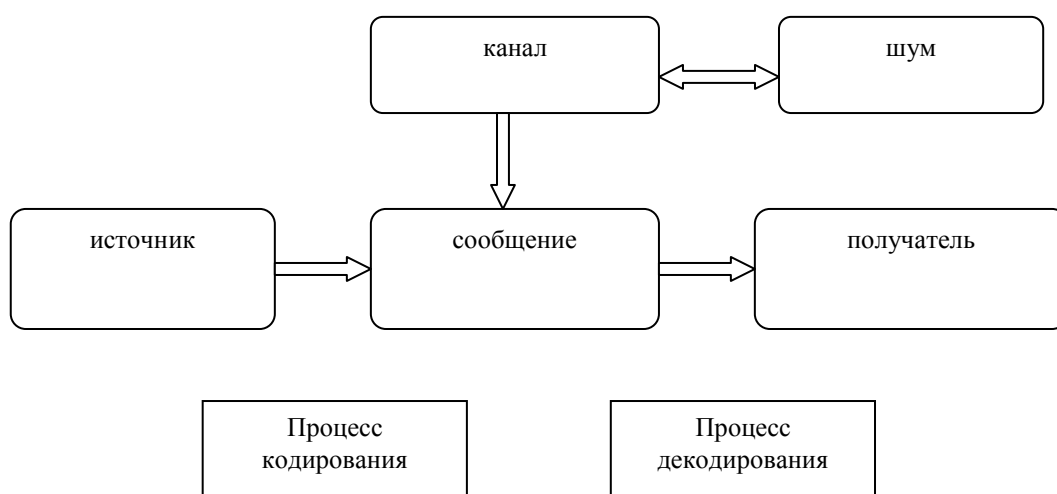 канал
шум
источник
сообщение
получатель
Процесс
кодирования
Процесс
декодирования